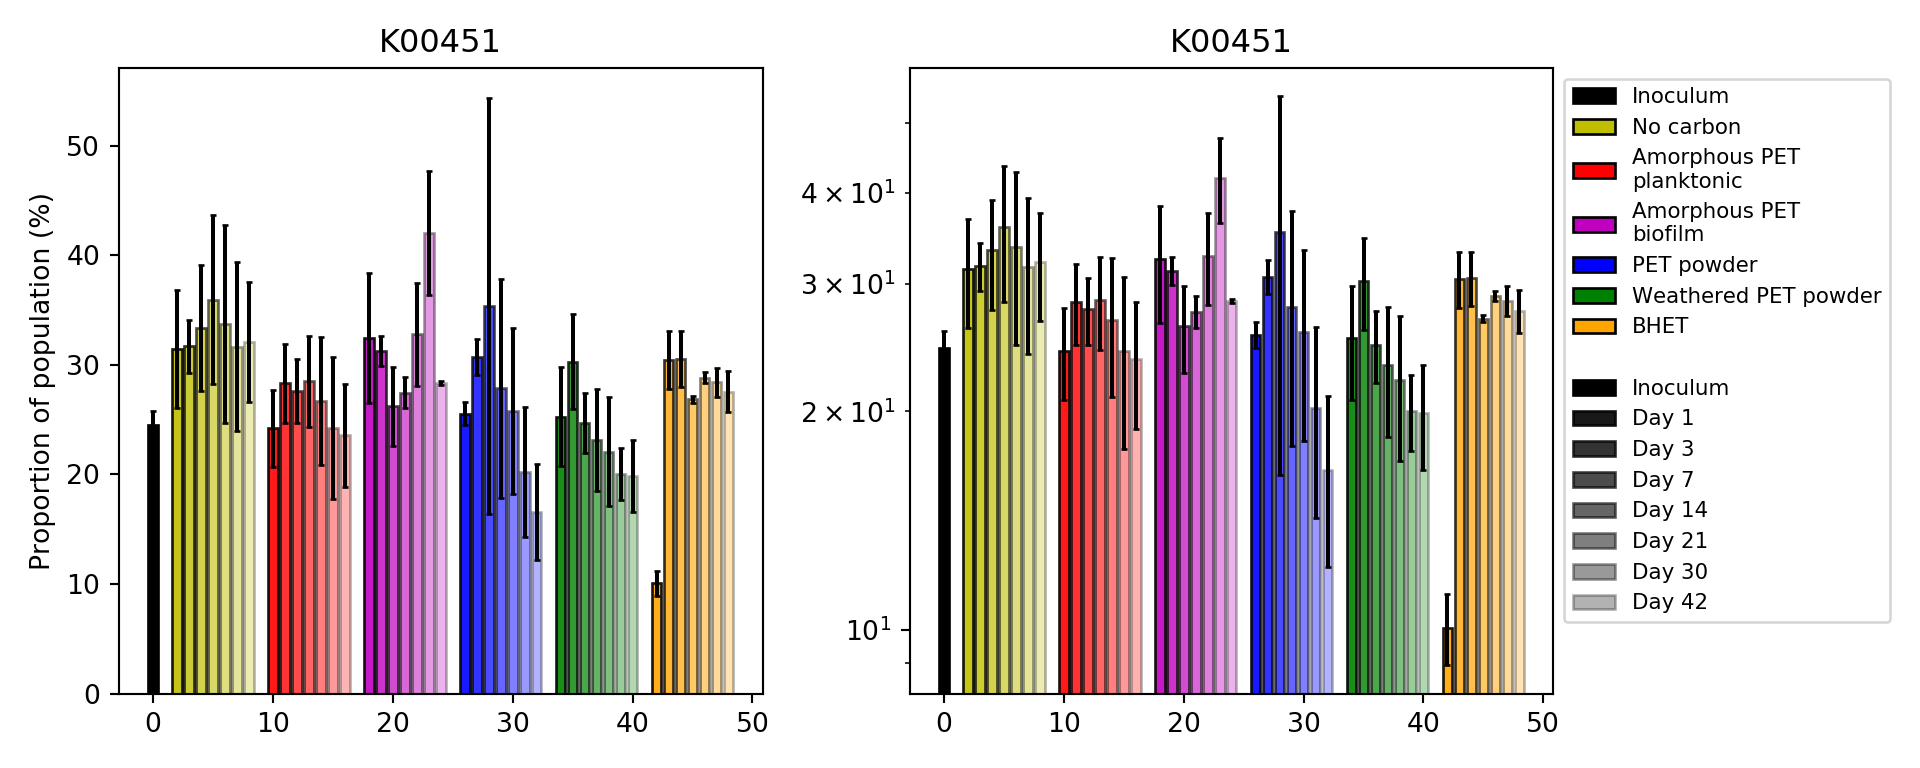 K00451
Proportion of population (%)
50
40
30
20
10
0
0 10 20 30 40 50
K00451
4 × 10¹
3 × 10¹
2 × 10¹
10¹
0 10 20 30 40 50
Inoculum
No carbon
Amorphous PET
planktonic
Amorphous PET
biofilm
PET powder
Weathered PET powder
BHET
Inoculum
Day 1
Day 3
Day 7
Day 14
Day 21
Day 30
Day 42